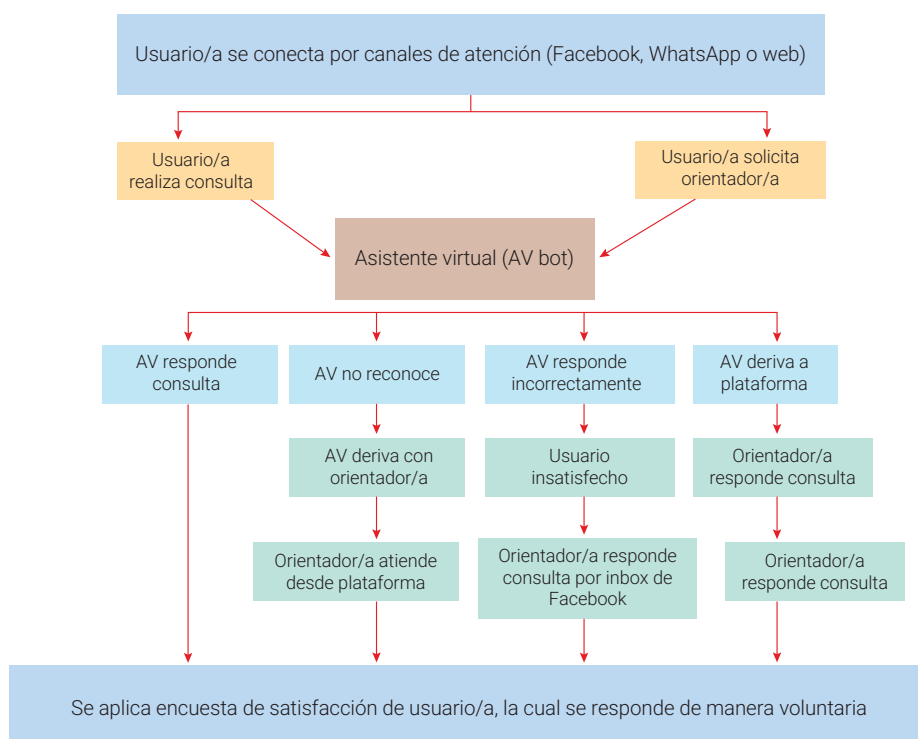 Usuario/a se conecta por canales de atención (Facebook, WhatsApp o web)
Usuario/a
realiza consulta
Usuario/a solicita
orientador/a
Asistente virtual (AV bot)
AV responde
consulta
AV no reconoce
AV responde
incorrectamente
AV deriva a
plataforma
AV deriva con
orientador/a
Usuario
insatisfecho
Orientador/a
responde consulta
Orientador/a atiende
desde plataforma
Orientador/a responde
consulta por inbox de
Facebook
Orientador/a
responde consulta
Se aplica encuesta de satisfacción de usuario/a, la cual se responde de manera voluntaria